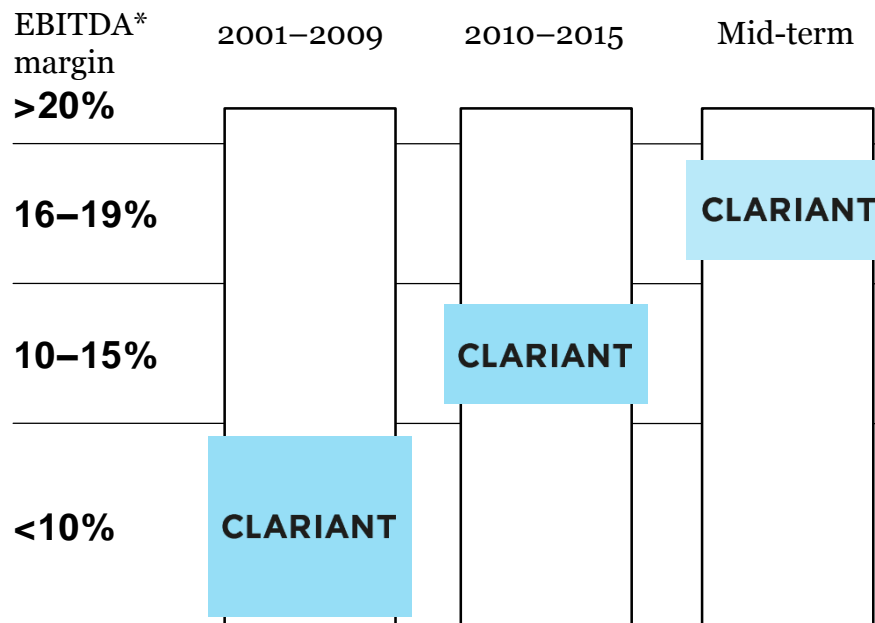 EBITDA* margin
2001–2009
2010–2015
Mid-term
>20%
16–19%
CLARIANT
10–15%
CLARIANT
<10%
CLARIANT